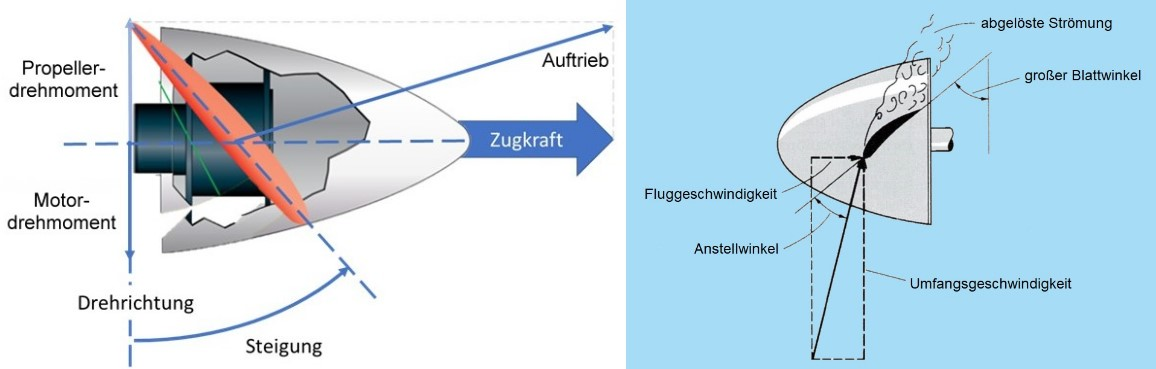 Propeller-
drehmoment
Auftrieb
Zugkraft
Motor-
drehmoment
Drehrichtung
Steigung
abgelöste Strömung
großer Blattwinkel
Fluggeschwindigkeit
Anstellwinkel
Umfangsgeschwindigkeit